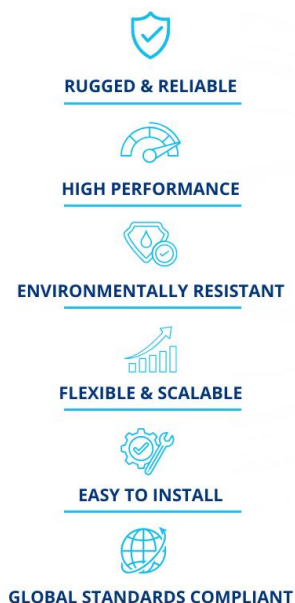 RUGGED & RELIABLE
HIGH PERFORMANCE
ENVIRONMENTALLY RESISTANT
FLEXIBLE & SCALABLE
EASY TO INSTALL
GLOBAL STANDARDS COMPLIANT